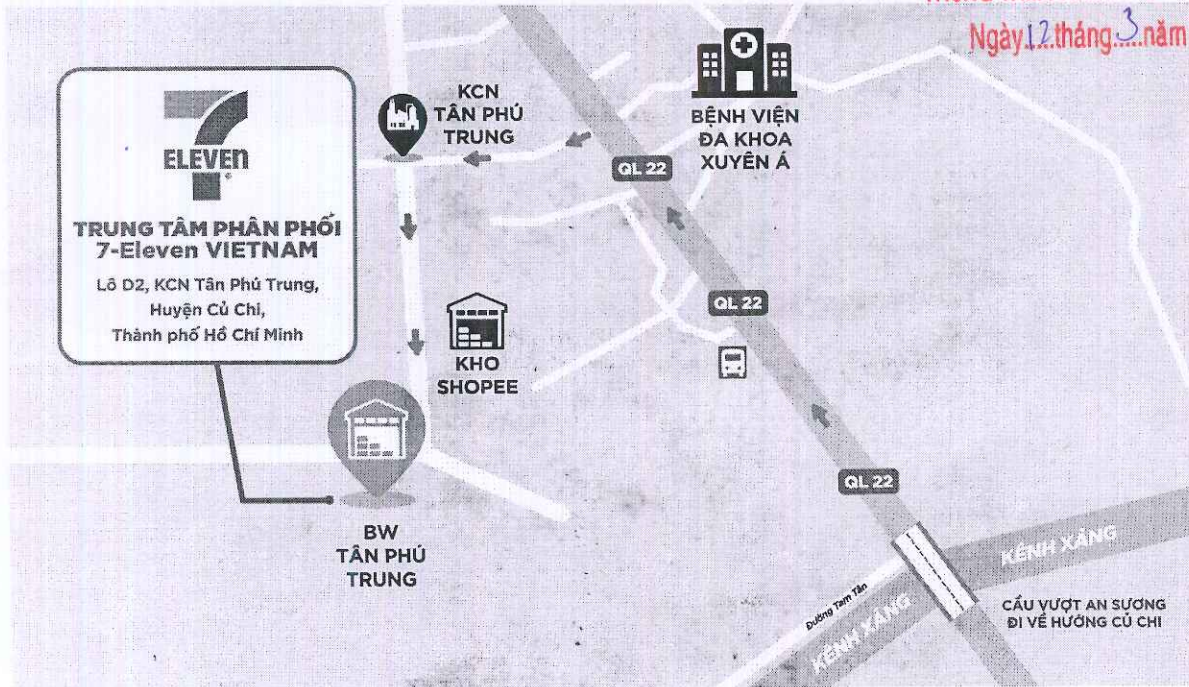 Ngày 12 tháng 3 năm
7
ELEVEN
TRUNG TÂM PHÂN PHỐI
7-Eleven VIETNAM
Lô D2, KCN Tân Phú Trung,
Huyện Củ Chi,
Thành phố Hồ Chí Minh
KCN
TÂN PHÚ
TRUNG
BỆNH VIỆN
ĐA KHOA
XUYÊN Á
QL 22
QL 22
KHO
SHOPEE
QL 22
BW
TÂN PHÚ
TRUNG
KÊNH XÁNG
Đường Tam Tân
KÊNH XÁNG
CẦU VƯỢT AN SƯƠNG
ĐI VỀ HƯỚNG CỦ CHI